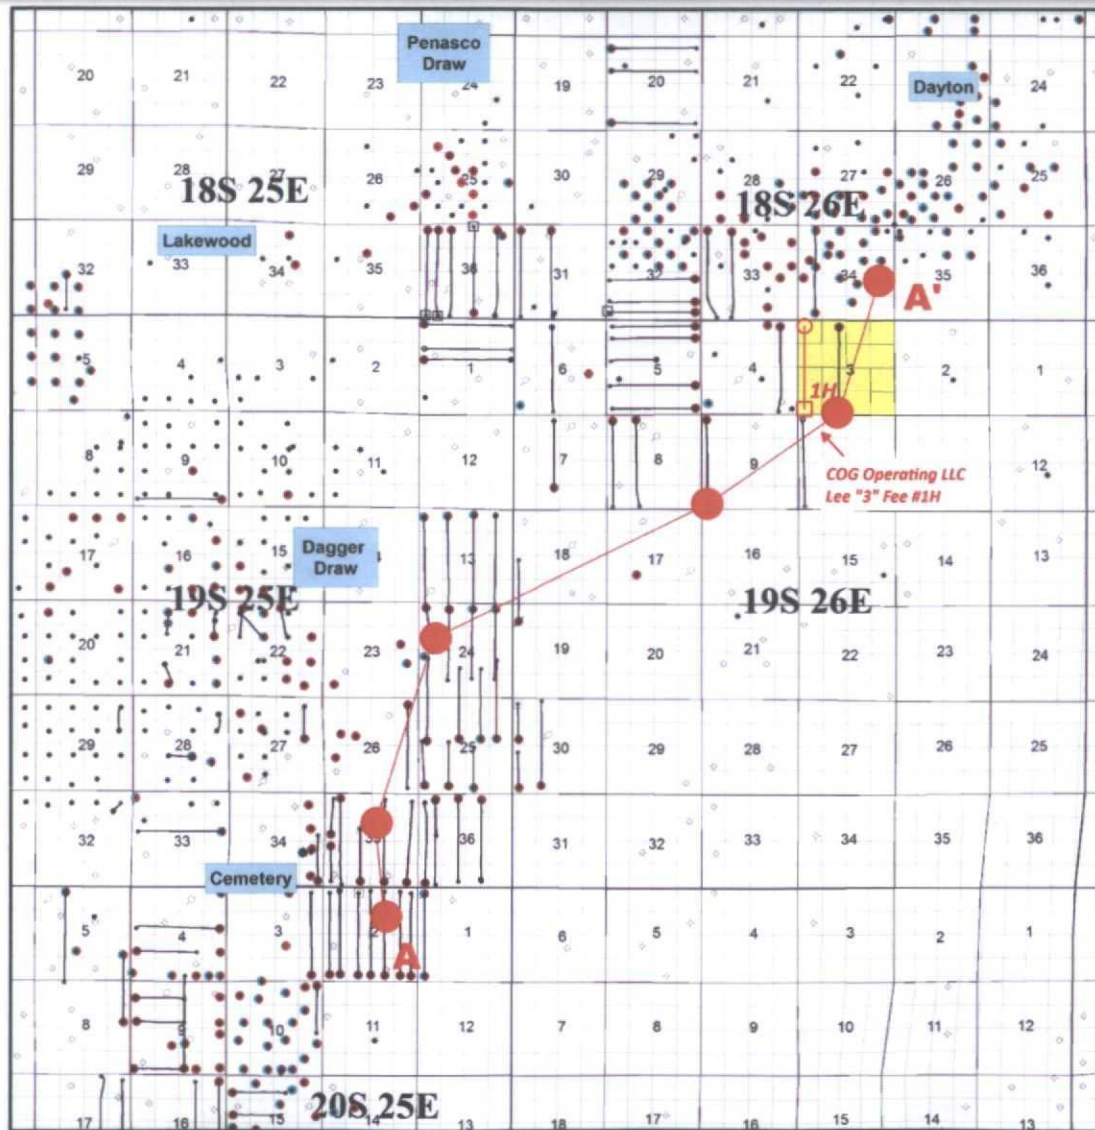 Penasco
Draw
20 21 22 23 24 19 20 21 22 24
Dayton
29 28 27 26 25 30 29 28 27 26 25
18S 25E
18S 26E
Lakewood
32 33 34 35 36 31 32 33 34 35 36
A'
5 4 3 2 1 6 5 4 3 2 1
1H
8 9 10 11 12 7 8 9 12
COG Operating LLC
Lee "3" Fee #1H
Dagger
Draw
17 16 15 13 18 17 16 15 14 13
19S 25E
19S 26E
20 21 22 23 24 19 20 21 22 23 24
29 28 27 26 25 30 29 28 27 26 25
32 33 34 36 31 32 33 34 35 36
Cemetery
5 4 3 2 1 6 5 4 3 2 1
A
8 9 10 11 12 7 8 9 10 11 12
20S 25E
17 16 15 14 13 17 16 15 14 13